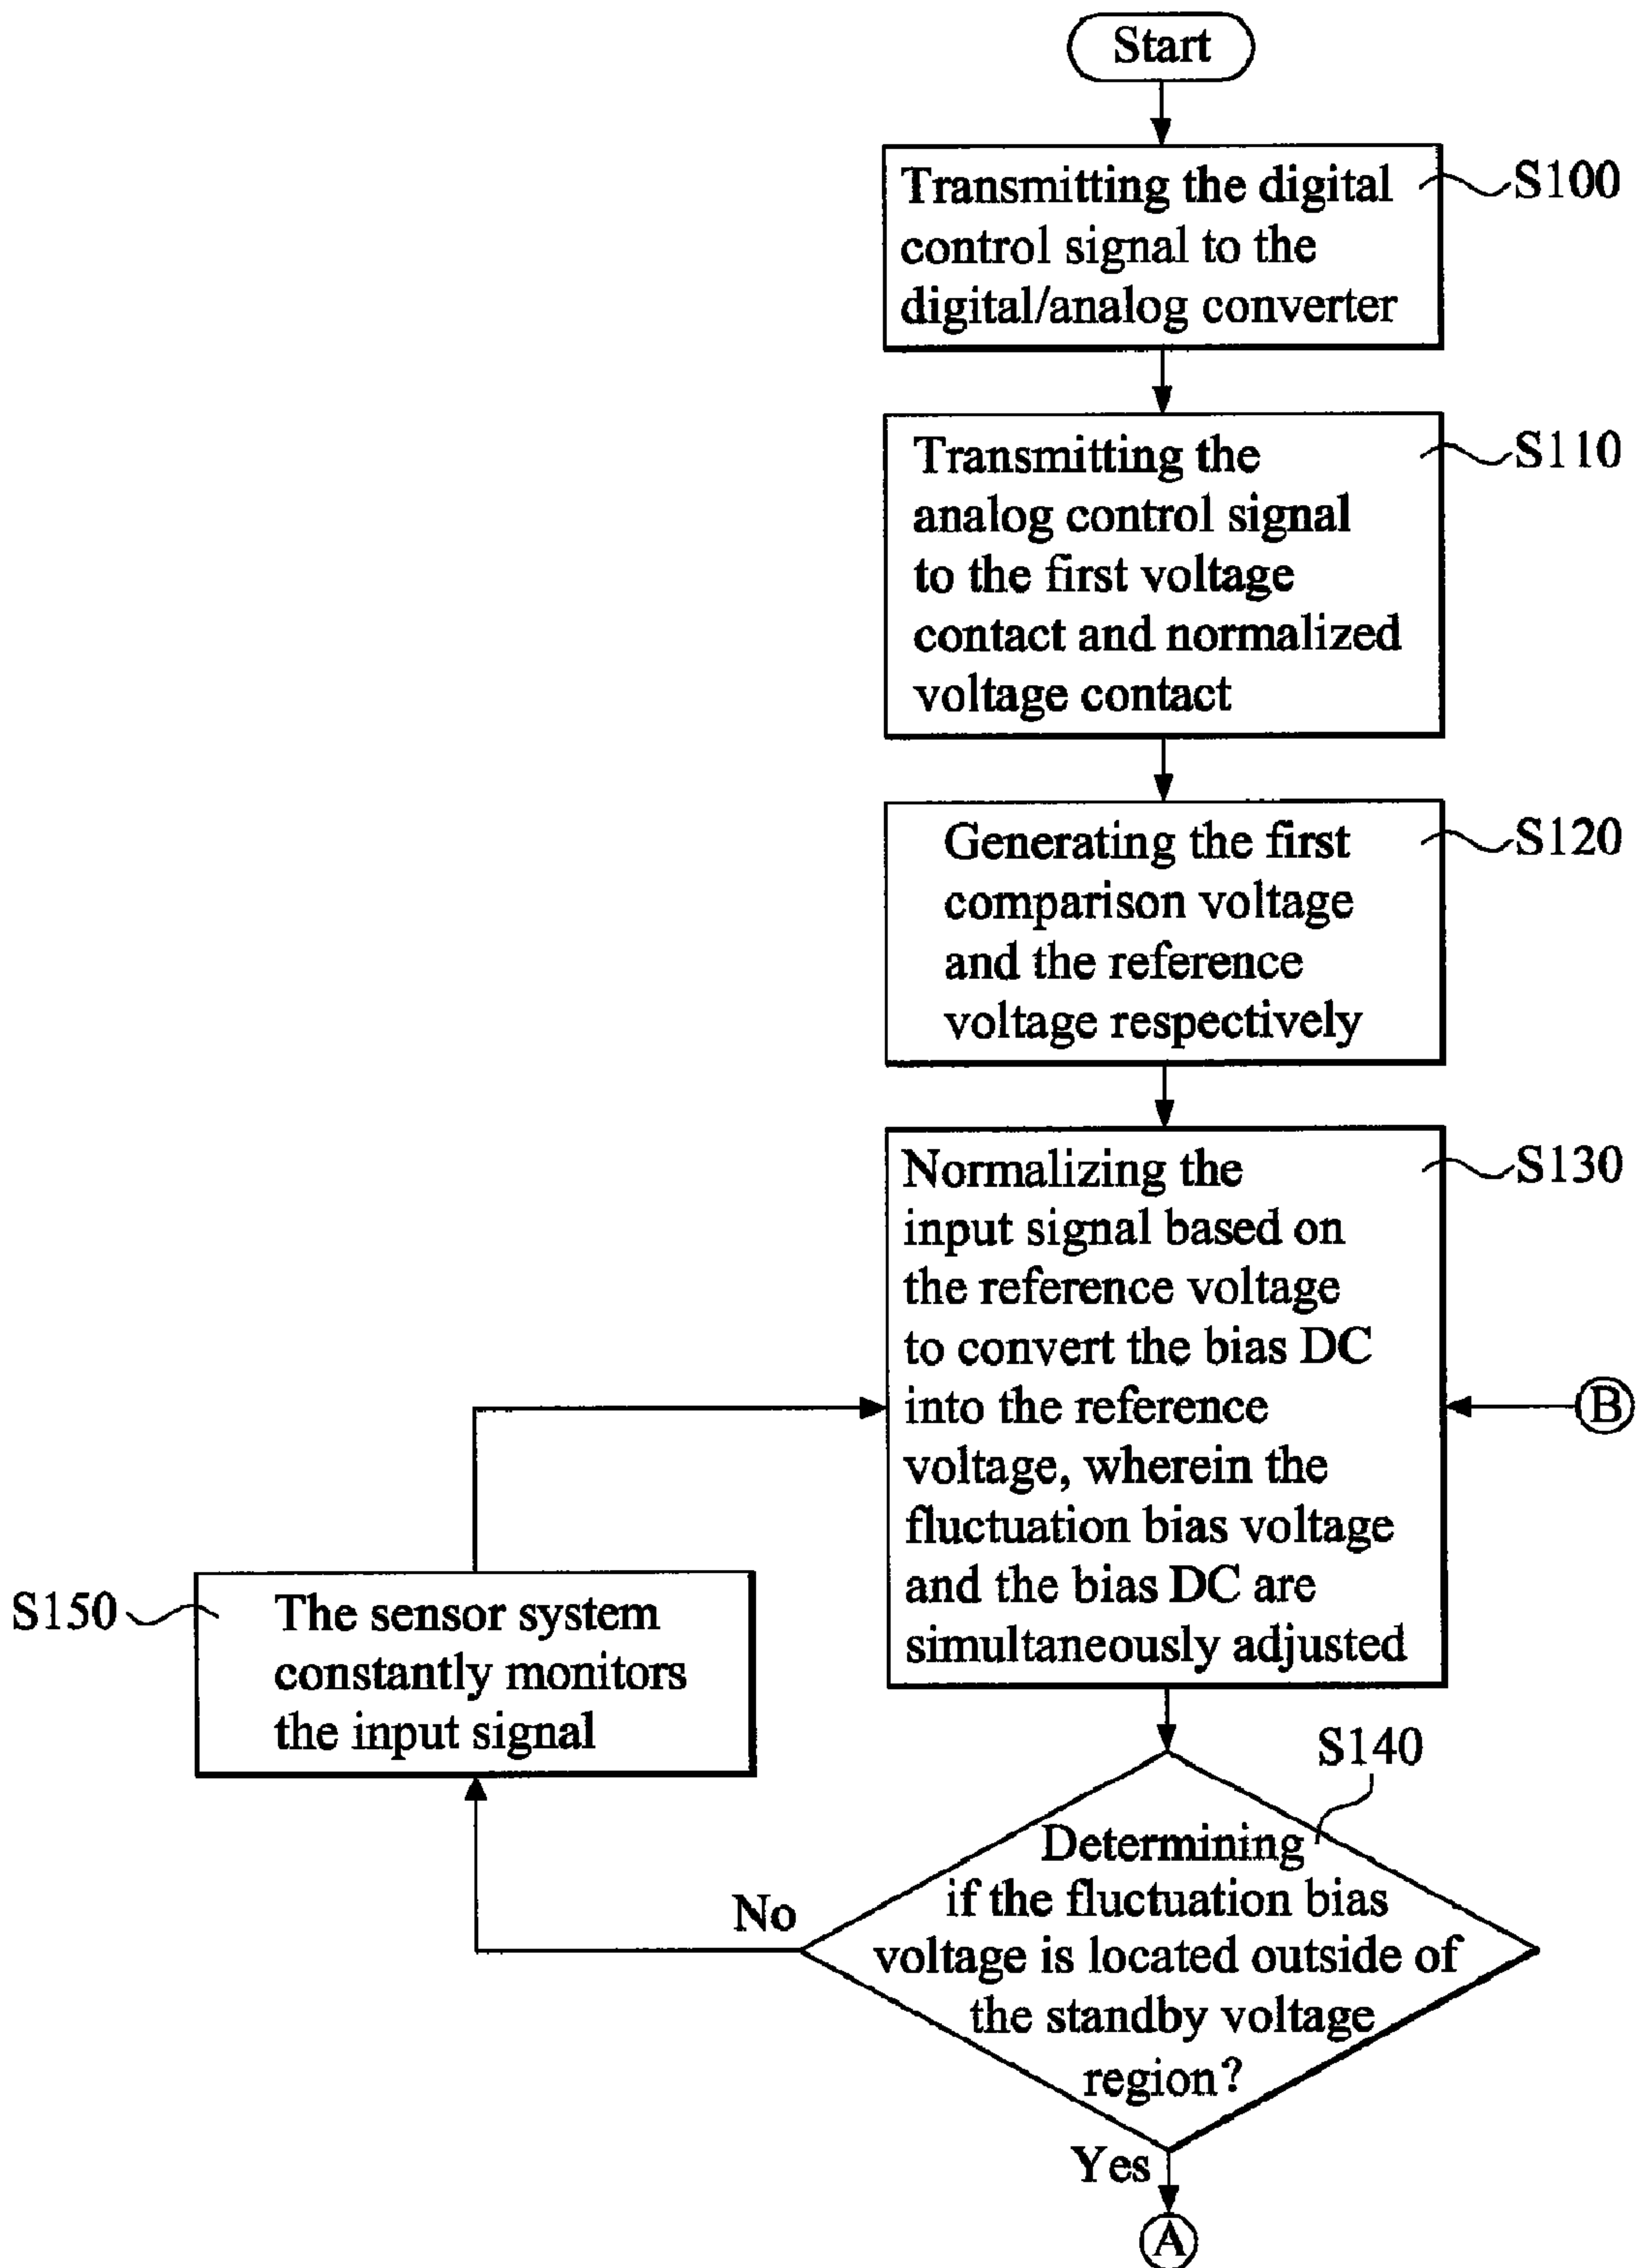 Start
Transmitting the digital
control signal to the
digital/analog converter
S100
Transmitting the
analog control signal
to the first voltage
contact and normalized
voltage contact
S110
Generating the first
comparison voltage
and the reference
voltage respectively
S120
Normalizing the
input signal based on
the reference voltage
to convert the bias DC
into the reference
voltage, wherein the
fluctuation bias voltage
and the bias DC are
simultaneously adjusted
S130
B
S150
The sensor system
constantly monitors
the input signal
S140
Determining
if the fluctuation bias
voltage is located outside of
the standby voltage
region?
No
Yes
A